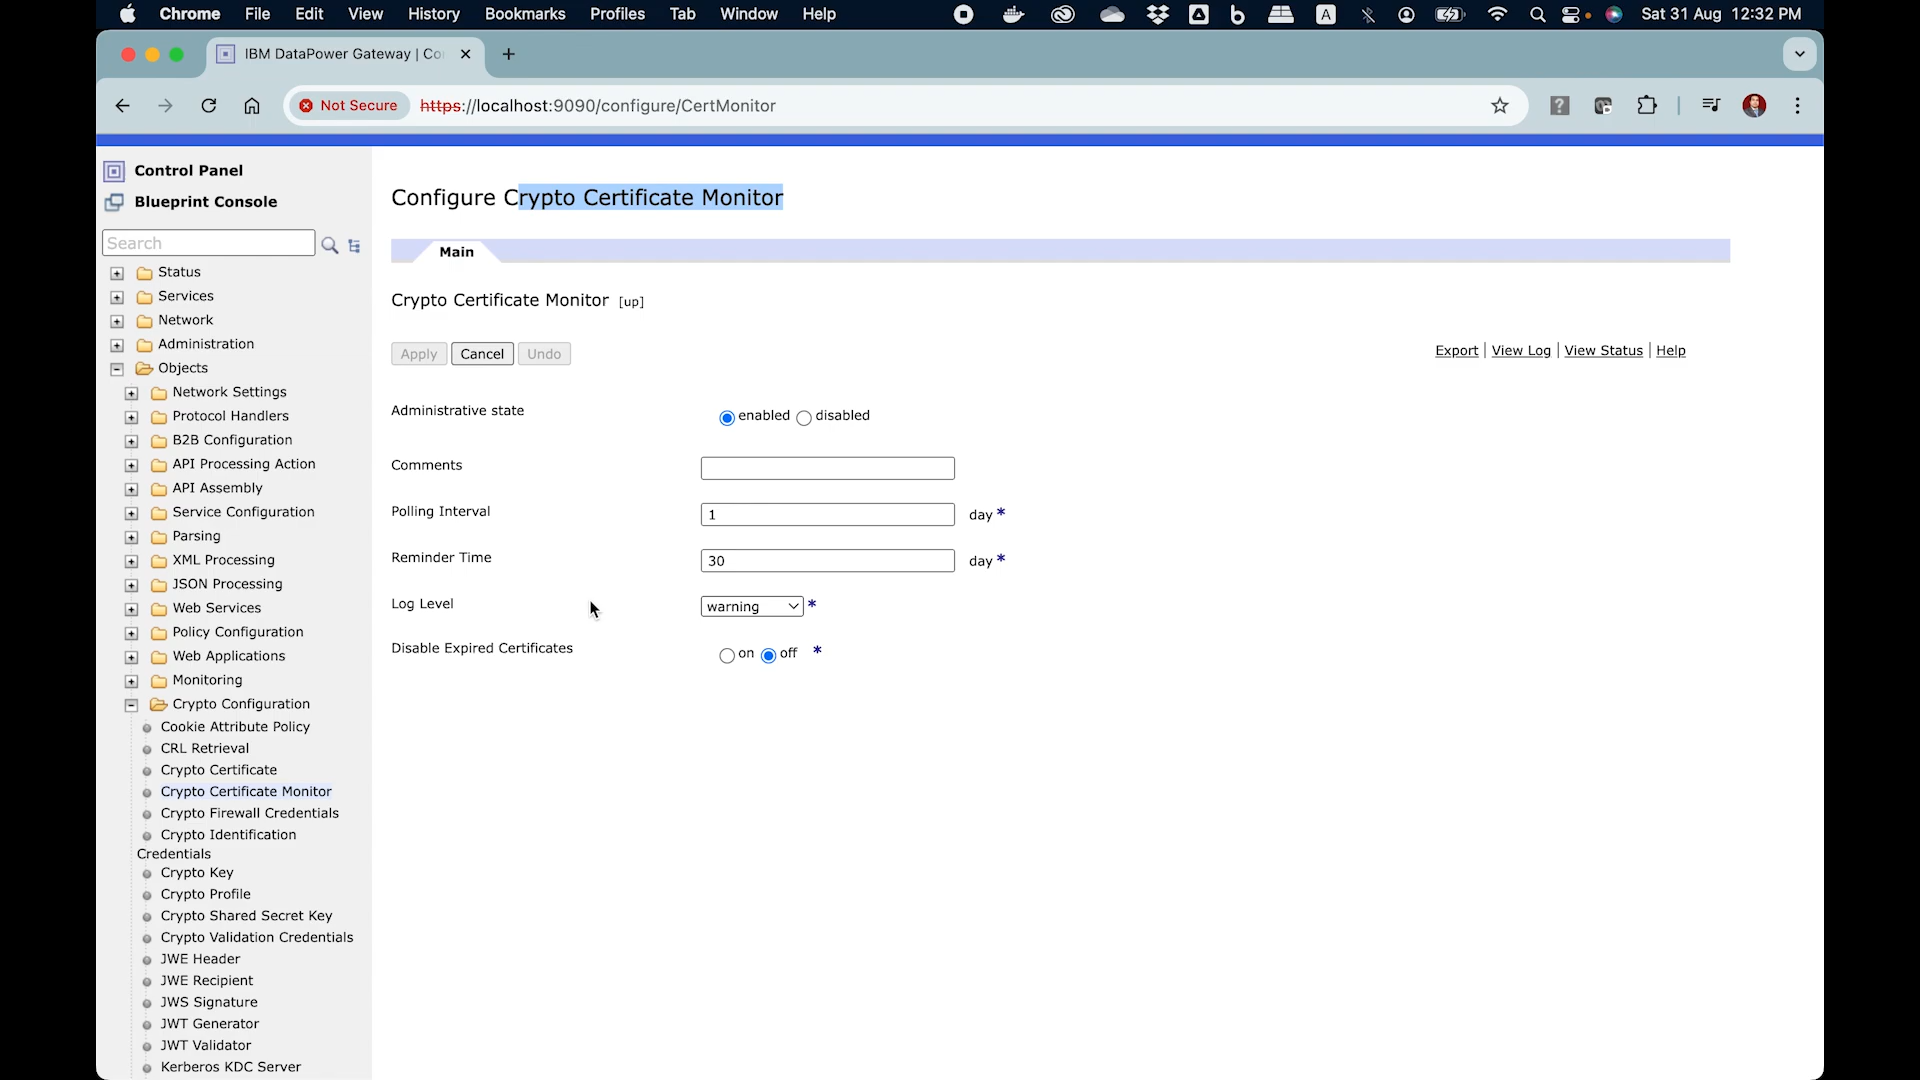 Chrome File Edit View History Bookmarks Profiles Tab Window Help
A
Sat 31 Aug 12:32 PM
IBM DataPower Gateway | Co
Not Secure https://localhost:9090/configure/CertMonitor
Control Panel
Blueprint Console
Search
Status
Services
Network
Administration
Objects
Network Settings
Protocol Handlers
B2B Configuration
API Processing Action
API Assembly
Service Configuration
Parsing
XML Processing
JSON Processing
Web Services
Policy Configuration
Web Applications
Monitoring
Crypto Configuration
Cookie Attribute Policy
CRL Retrieval
Crypto Certificate
Crypto Certificate Monitor
Crypto Firewall Credentials
Crypto Identification
Credentials
Crypto Key
Crypto Profile
Crypto Shared Secret Key
Crypto Validation Credentials
JWE Header
JWE Recipient
JWS Signature
JWT Generator
JWT Validator
Kerberos KDC Server
Configure Crypto Certificate Monitor
Main
Crypto Certificate Monitor [up]
Apply Cancel Undo
Export | View Log | View Status | Help
Administrative state enabled disabled
Comments
Polling Interval 1 day *
Reminder Time 30 day *
Log Level warning *
Disable Expired Certificates on off *